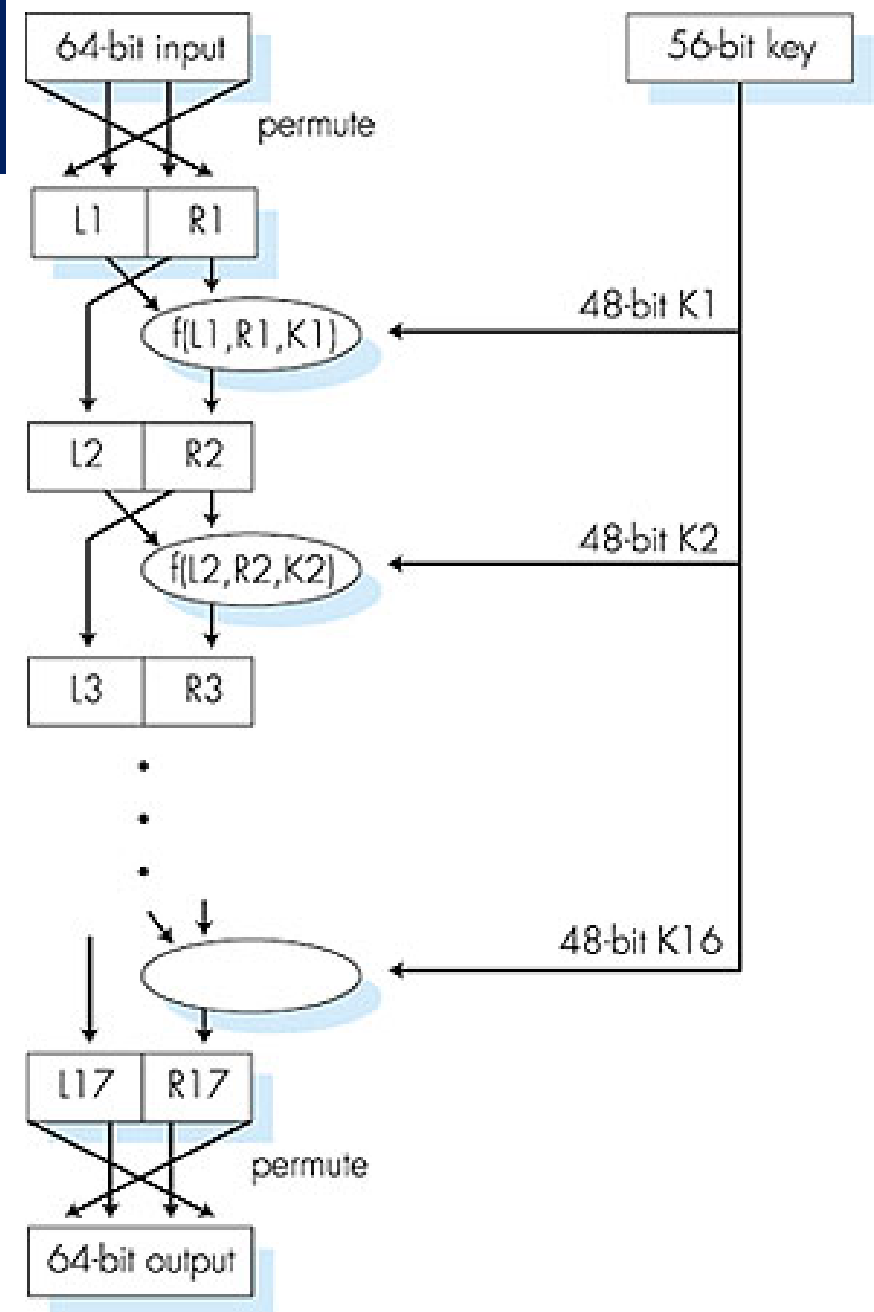 64-bit input
56-bit key
permute
L1 R1
48-bit K1
f(L1,R1,K1)
L2 R2
48-bit K2
f(L2,R2,K2)
L3 R3
48-bit K16
L17 R17
permute
64-bit output